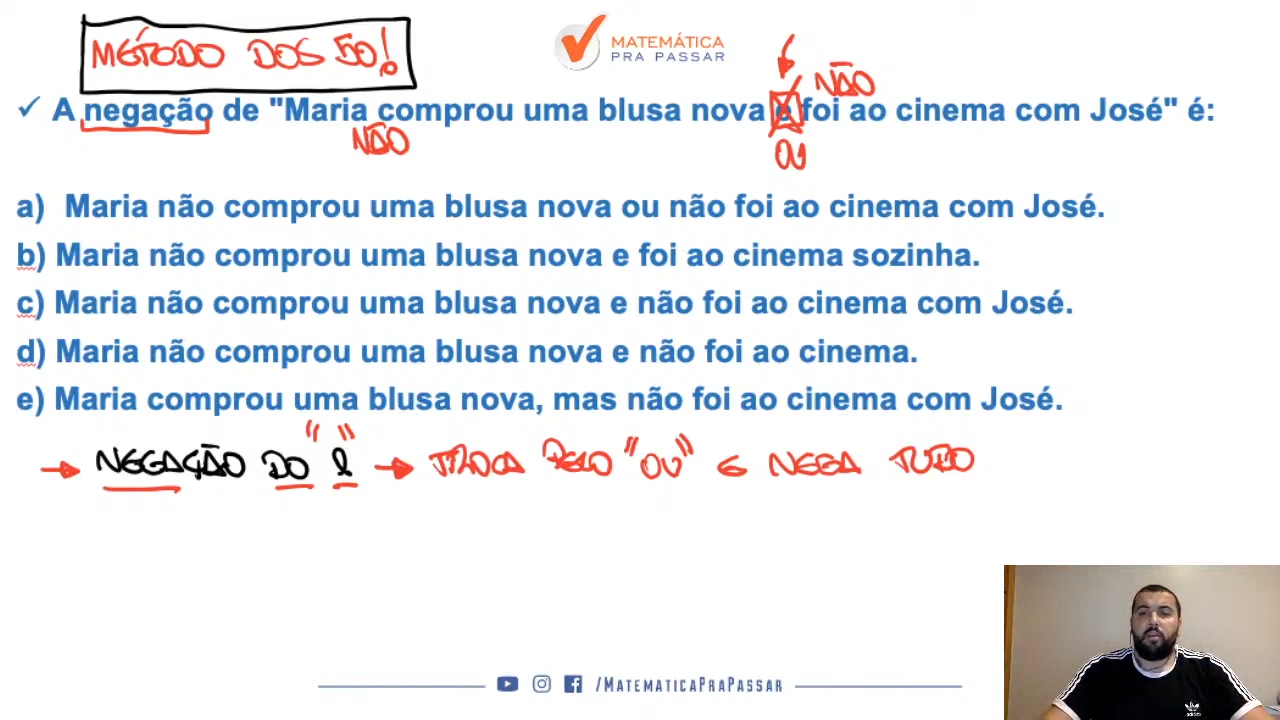 MÉTODO DOS 50!
MATEMÁTICA
PRA PASSAR
NÃO
✓ A negação de "Maria comprou uma blusa nova e foi ao cinema com José" é:
NÃO
OU
a) Maria não comprou uma blusa nova ou não foi ao cinema com José.
b) Maria não comprou uma blusa nova e foi ao cinema sozinha.
c) Maria não comprou uma blusa nova e não foi ao cinema com José.
d) Maria não comprou uma blusa nova e não foi ao cinema.
e) Maria comprou uma blusa nova, mas não foi ao cinema com José.
→ NEGAÇÃO DO "e" → TROCA PELO "OU" E NEGA TUDO
/MATEMATICAPRAPASSAR
adidas